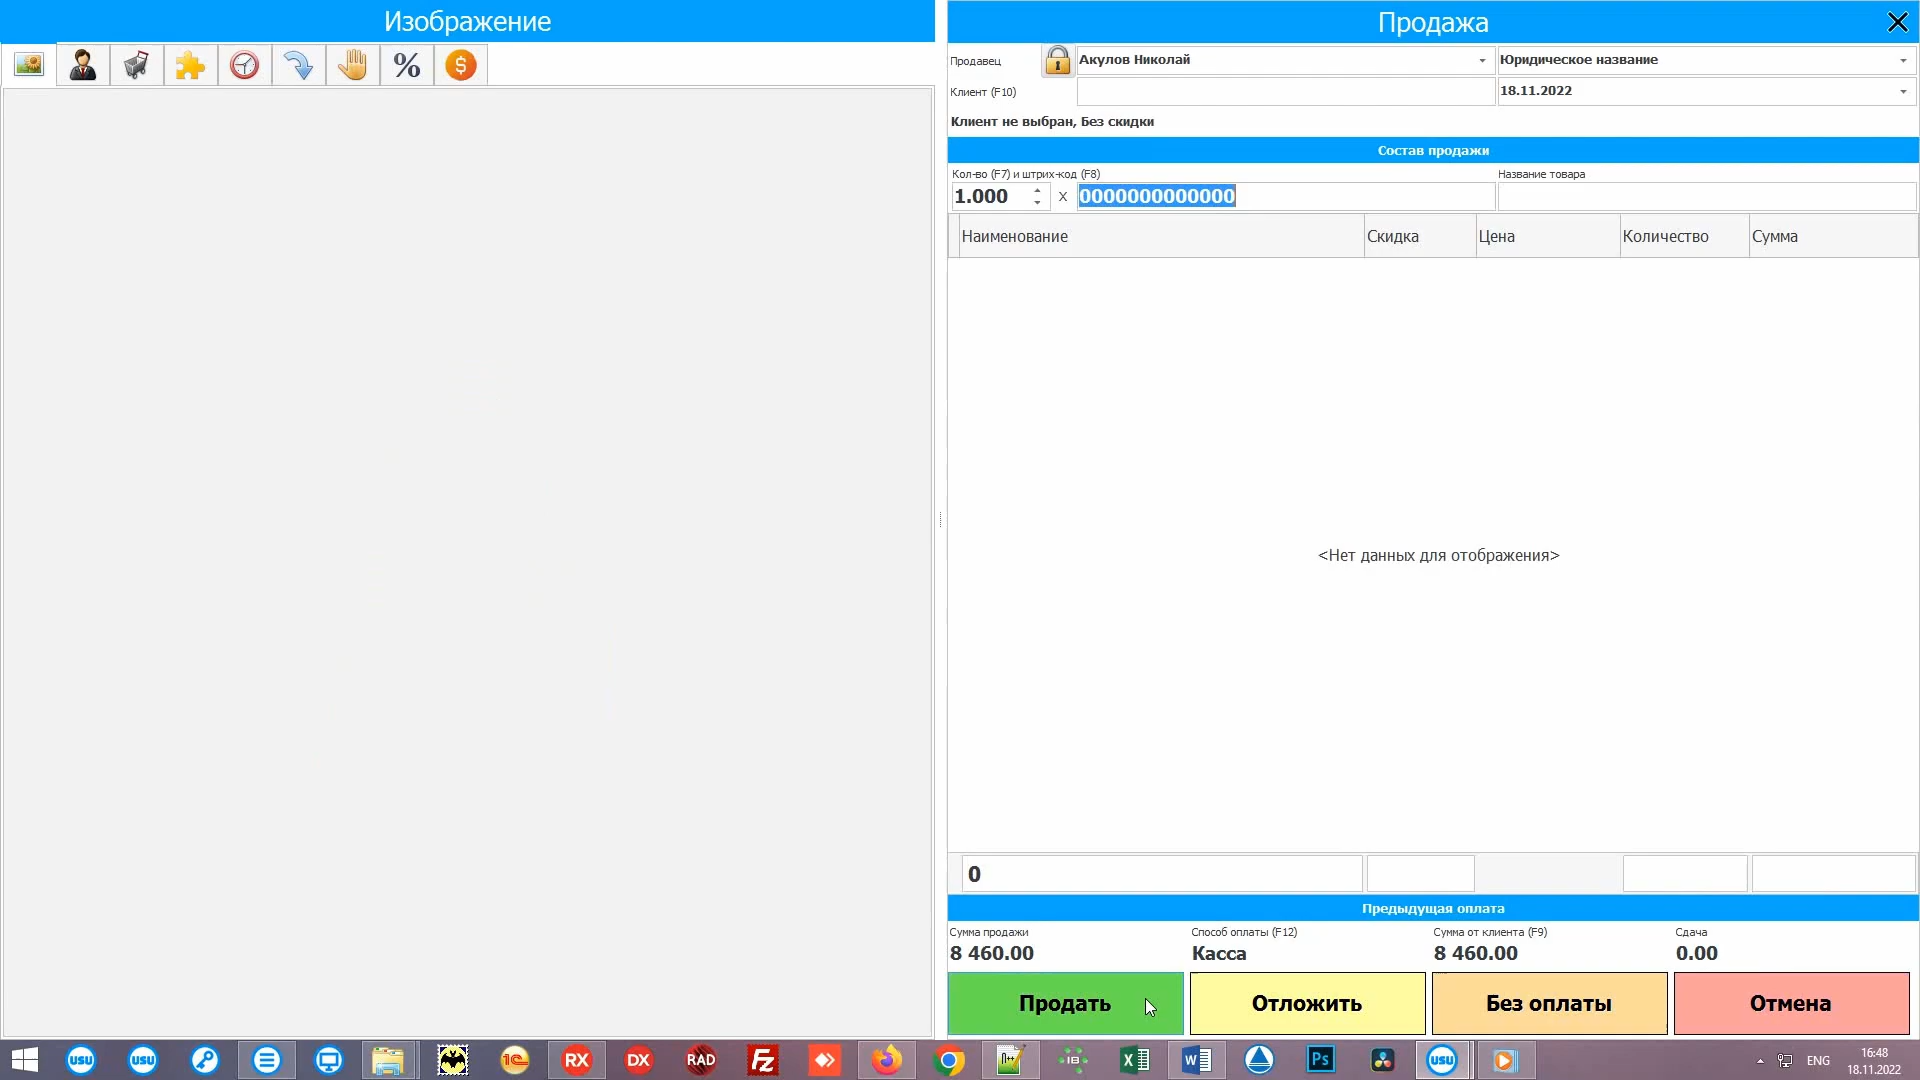 Изображение
Продажа
Продавец
Акулов Николай
Юридическое название
Клиент (F10)
18.11.2022
Клиент не выбран, Без скидки
Состав продажи
Кол-во (F7) и штрих-код (F8)
Название товара
1.000
X
0000000000000
Наименование
Скидка
Цена
Количество
Сумма
<Нет данных для отображения>
0
Предыдущая оплата
Сумма продажи
Способ оплаты (F12)
Сумма от клиента (F9)
Сдача
8 460.00
Касса
8 460.00
0.00
Продать
Отложить
Без оплаты
Отмена
USU
USU
1C
RX
DX
RAD
FZ
IB
Ps
USU
ENG
16:48
18.11.2022